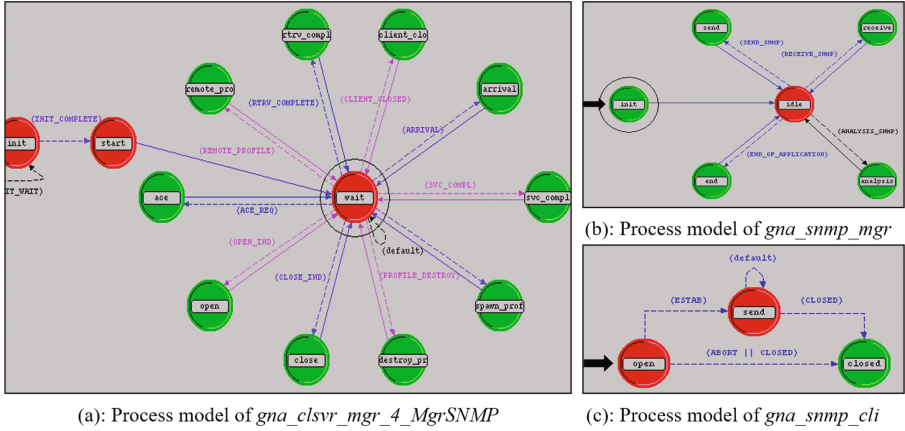 rtrv_compl
client_clo
remote_pro
(RTRV_COMPLETE)
(CLIENT_CLOSED)
arrival
(INIT_COMPLETE)
(ARRIVAL)
init
start
(REMOTE_PROFILE)
IT_WAIT)
ace
wait
(SVC_COMPL)
svc_compl
(ACE_REQ)
(OPEN_IND)
(default)
(CLOSE_IND)
(PROFILE_DESTROY)
open
spawn_prof
close
destroy_pr
(a): Process model of gna_clsvr_mgr_4_MgrSNMP
send
receive
(SEND_SNMP)
(RECEIVE_SNMP)
init
idle
(ANALYSIS_SNMP)
(END_OF_APPLICATION)
end
analysis
(b): Process model of gna_snmp_mgr
(default)
(ESTAB)
(CLOSED)
send
(ABORT || CLOSED)
open
closed
(c): Process model of gna_snmp_cli